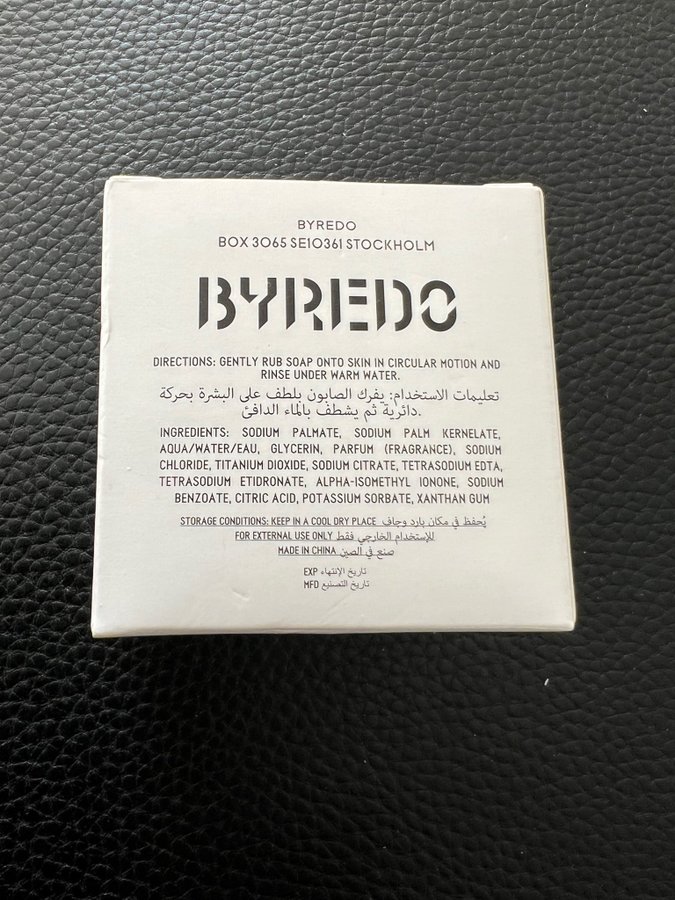 BYREDO
BOX 3065 SE10361 STOCKHOLM
BYREDO
DIRECTIONS: GENTLY RUB SOAP ONTO SKIN IN CIRCULAR MOTION AND
RINSE UNDER WARM WATER.
تعليمات الاستخدام: يفرك الصابون بلطف على البشرة بحركة
دائرية ثم يشطف بالماء الدافئ.
INGREDIENTS: SODIUM PALMATE, SODIUM PALM KERNELATE,
AQUA/WATER/EAU, GLYCERIN, PARFUM (FRAGRANCE), SODIUM
CHLORIDE, TITANIUM DIOXIDE, SODIUM CITRATE, TETRASODIUM EDTA,
TETRASODIUM ETIDRONATE, ALPHA-ISOMETHYL IONONE, SODIUM
BENZOATE, CITRIC ACID, POTASSIUM SORBATE, XANTHAN GUM
STORAGE CONDITIONS: KEEP IN A COOL DRY PLACE يُحفظ في مكان بارد وجاف
FOR EXTERNAL USE ONLY للإستخدام الخارجي فقط
MADE IN CHINA صنع في الصين
EXP تاريخ الإنتهاء
MFD تاريخ التصنيع